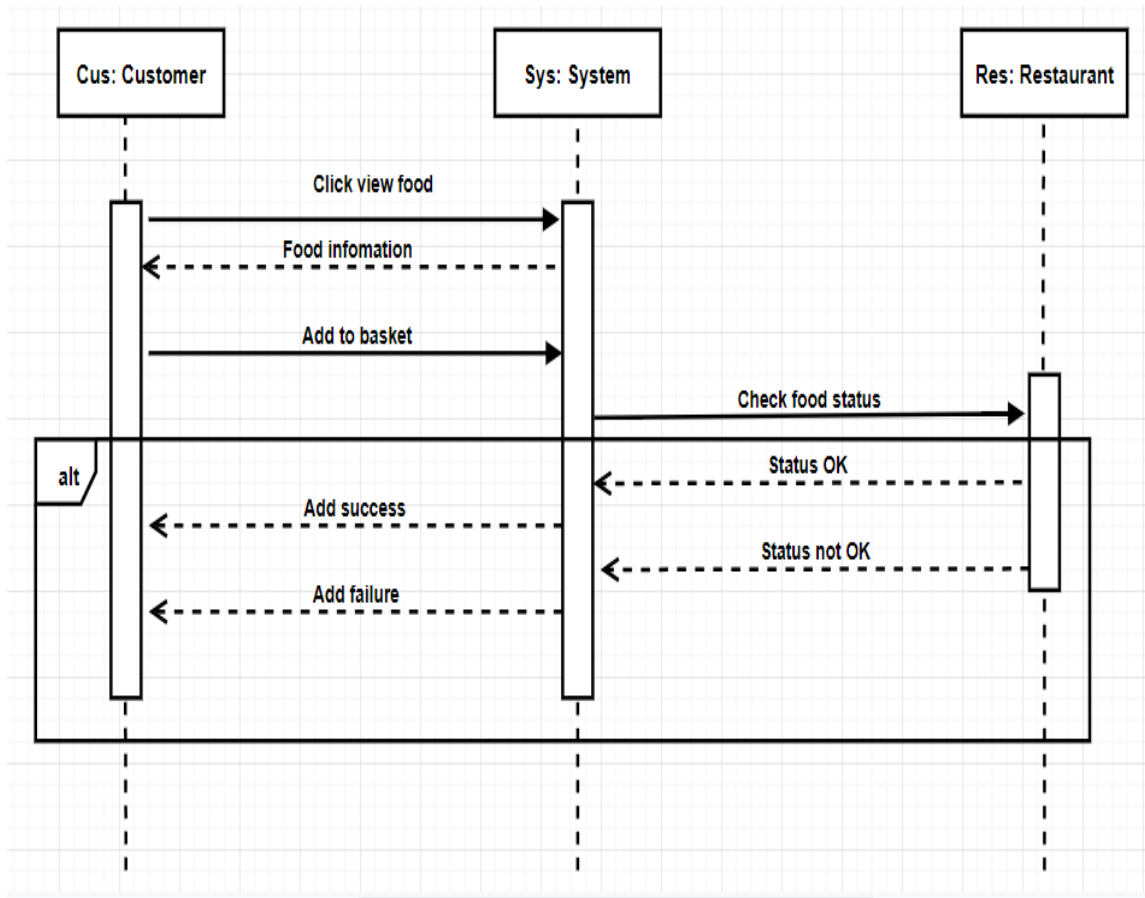 Cus: Customer
Sys: System
Res: Restaurant
Click view food
Food infomation
Add to basket
Check food status
alt
Status OK
Add success
Status not OK
Add failure